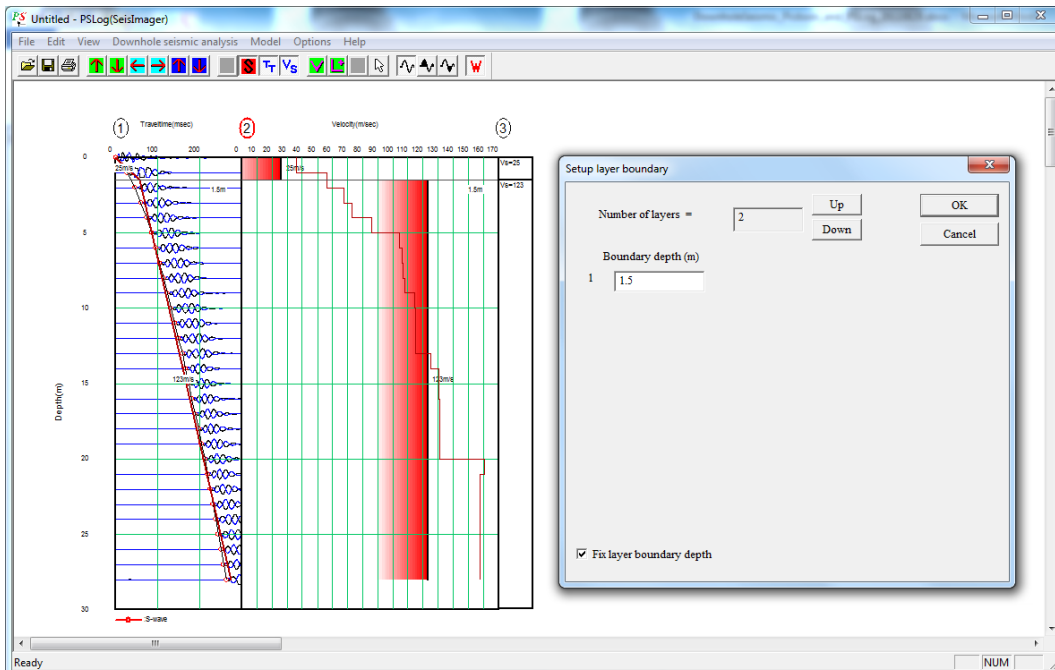 Untitled - PSLog(SeisImager)
File Edit View Downhole seismic analysis Model Options Help
S TT VS W
1 Traveltime(msec) 2 Velocity(m/sec) 3
0 100 200 0 10 20 30 40 50 60 70 80 90 100 110 120 130 140 150 160 170
0
25m/s 25m/s Vs=25
1.5m 1.5m Vs=123
5
10
15
123m/s 123m/s
Depth(m)
20
25
30
S-wave
Setup layer boundary
Number of layers = 2
Up
Down
OK
Cancel
Boundary depth (m)
1 1.5
Fix layer boundary depth
Ready
NUM